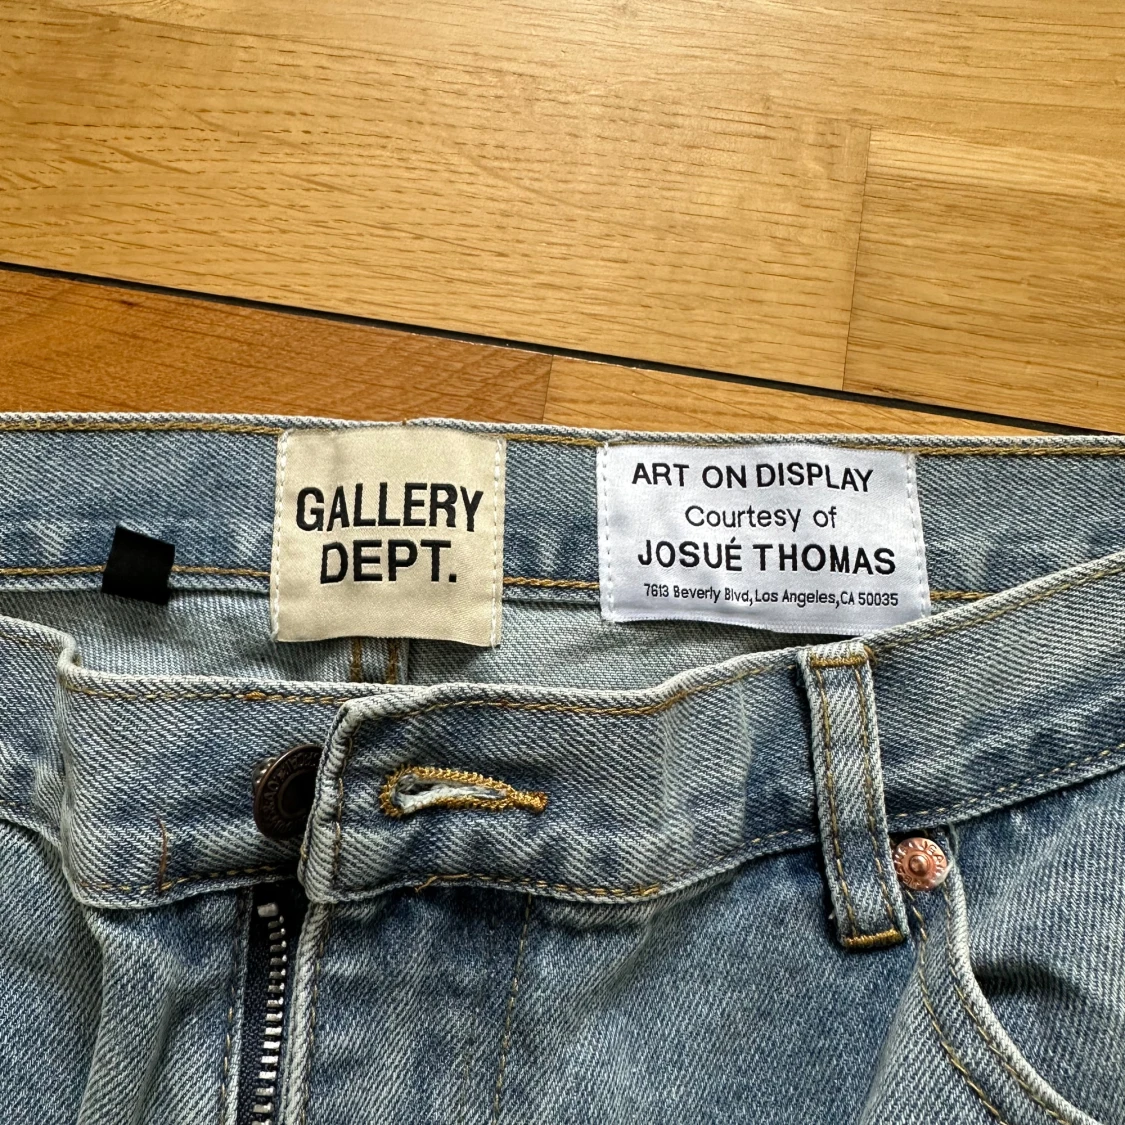 GALLERY
DEPT.
ART ON DISPLAY
Courtesy of
JOSUÉ THOMAS
7613 Beverly Blvd, Los Angeles, CA 50035